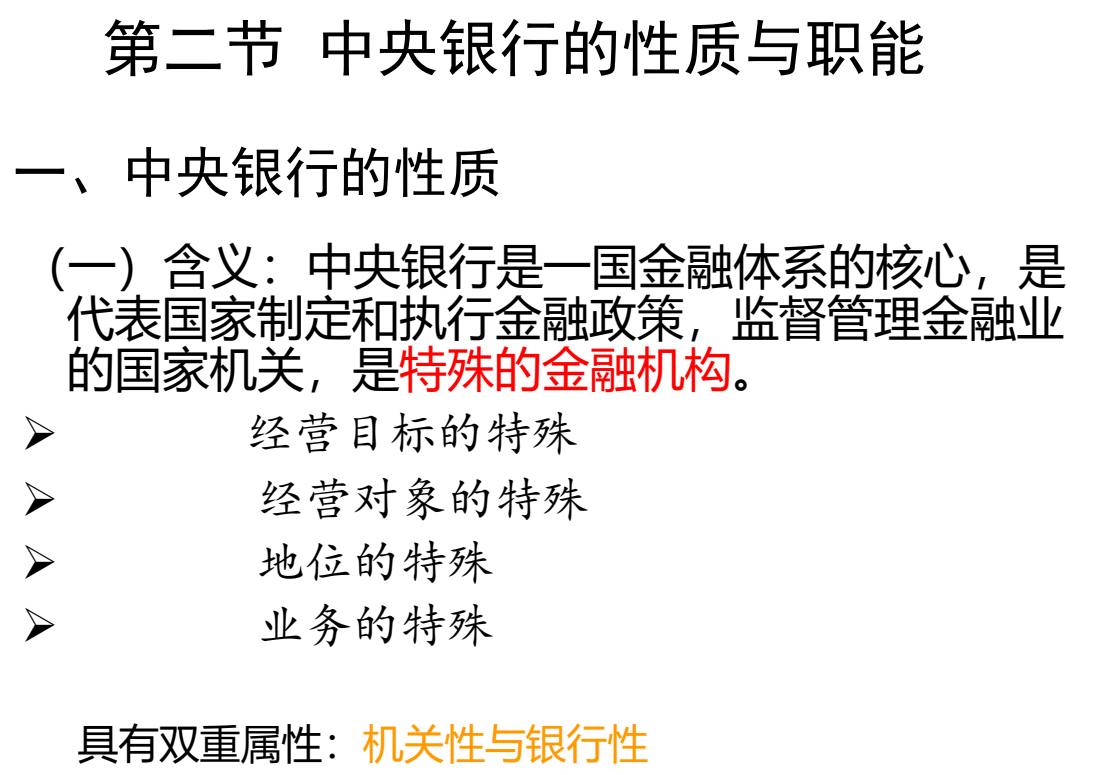 第二节 中央银行的性质与职能
一、中央银行的性质
（一）含义：中央银行是一国金融体系的核心，是
代表国家制定和执行金融政策，监督管理金融业
的国家机关，是特殊的金融机构。
➢ 经营目标的特殊
➢ 经营对象的特殊
➢ 地位的特殊
➢ 业务的特殊
具有双重属性：机关性与银行性